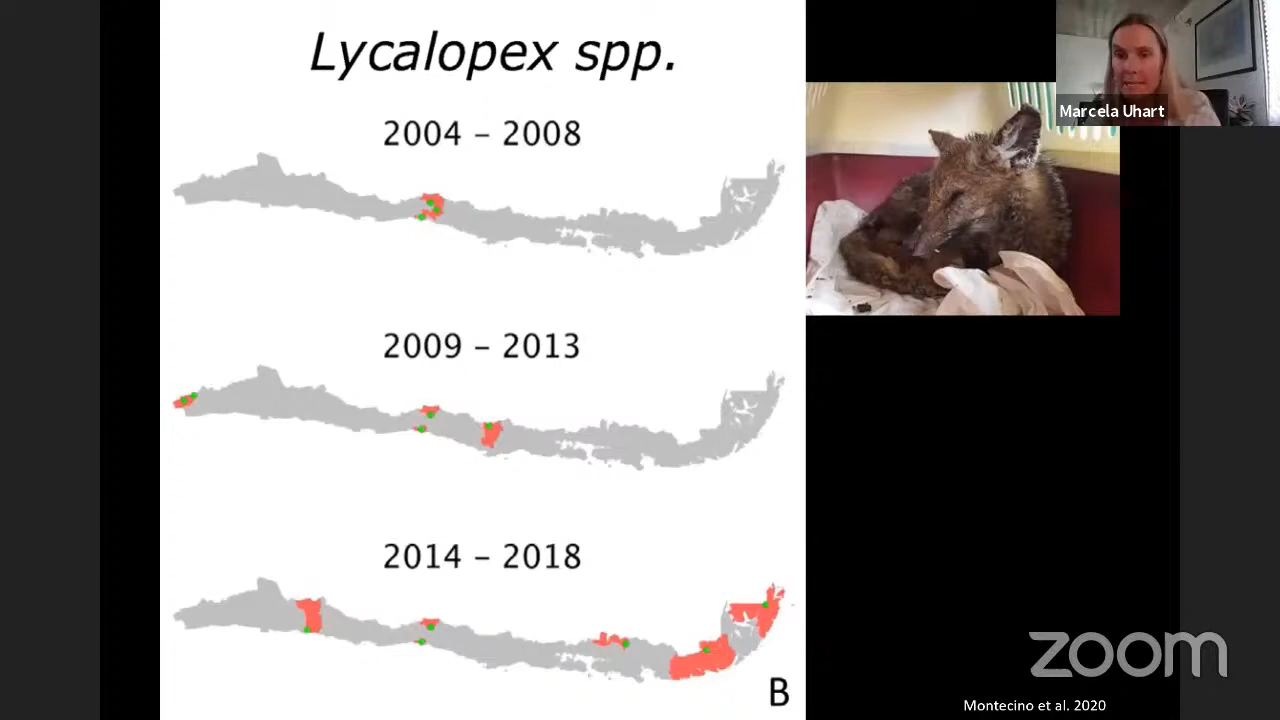 Lycalopex spp.
2004 – 2008
2009 – 2013
2014 – 2018
B
Marcela Uhart
zoom
Montecino et al. 2020